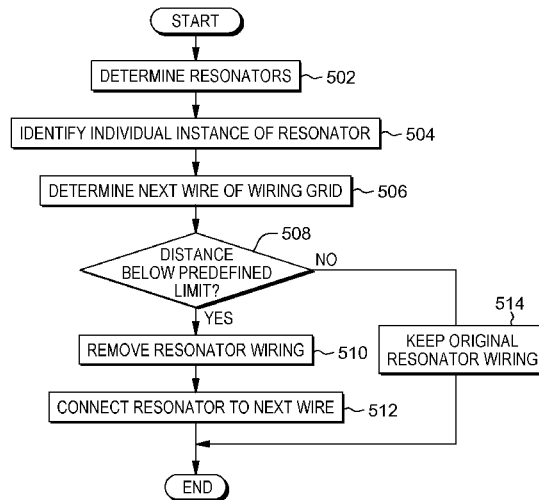 START
DETERMINE RESONATORS
502
IDENTIFY INDIVIDUAL INSTANCE OF RESONATOR
504
DETERMINE NEXT WIRE OF WIRING GRID
506
508
DISTANCE
BELOW PREDEFINED
LIMIT?
NO
YES
514
REMOVE RESONATOR WIRING
510
KEEP ORIGINAL
RESONATOR WIRING
CONNECT RESONATOR TO NEXT WIRE
512
END